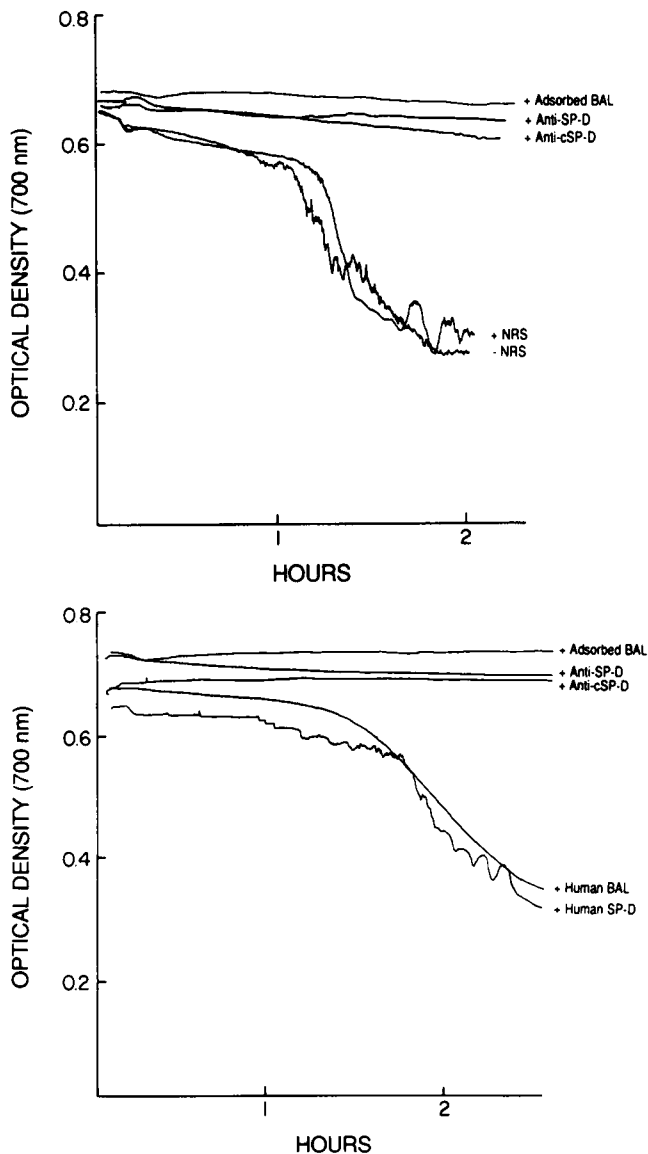 0.8
0.6
0.4
0.2
OPTICAL DENSITY (700 nm)
+ Adsorbed BAL
+ Anti-SP-D
+ Anti-cSP-D
+ NRS
- NRS
1
2
HOURS
0.8
0.6
0.4
0.2
OPTICAL DENSITY (700 nm)
+ Adsorbed BAL
+ Anti-SP-D
+ Anti-cSP-D
+ Human BAL
+ Human SP-D
1
2
HOURS